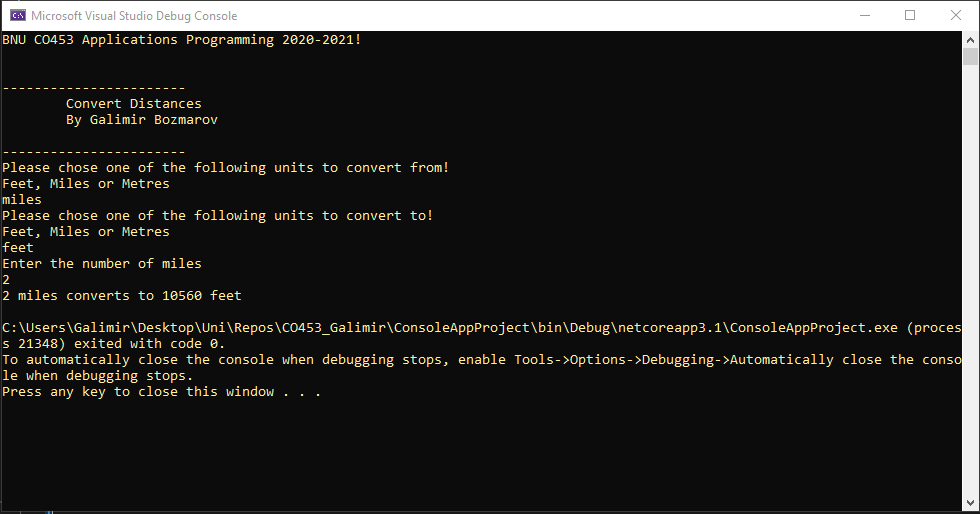 Microsoft Visual Studio Debug Console
BNU CO453 Applications Programming 2020-2021!
-----------------------
Convert Distances
By Galimir Bozmarov
-----------------------
Please chose one of the following units to convert from!
Feet, Miles or Metres
miles
Please chose one of the following units to convert to!
Feet, Miles or Metres
feet
Enter the number of miles
2
2 miles converts to 10560 feet
C:\Users\Galimir\Desktop\Uni\Repos\CO453_Galimir\ConsoleAppProject\bin\Debug\netcoreapp3.1\ConsoleAppProject.exe (proces
s 21348) exited with code 0.
To automatically close the console when debugging stops, enable Tools->Options->Debugging->Automatically close the conso
le when debugging stops.
Press any key to close this window . . .